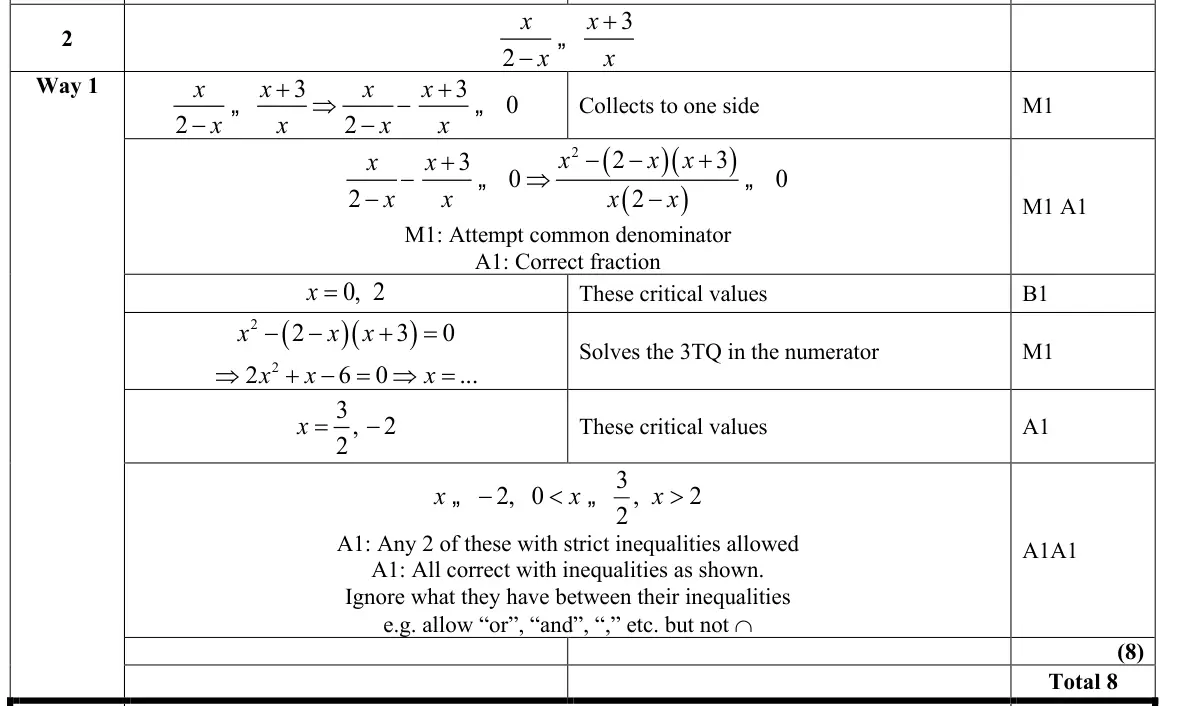 2 x/(2−x) „ (x+3)/x
Way 1 x/(2−x) „ (x+3)/x ⇒ x/(2−x) − (x+3)/x „ 0 Collects to one side M1
x/(2−x) − (x+3)/x „ 0 ⇒ (x²−(2−x)(x+3))/(x(2−x)) „ 0
M1: Attempt common denominator
A1: Correct fraction
M1 A1
x = 0, 2 These critical values B1
x²−(2−x)(x+3)=0
⇒ 2x²+x−6=0 ⇒ x=...
Solves the 3TQ in the numerator M1
x = 3/2, −2 These critical values A1
x „ −2, 0 < x „ 3/2, x > 2
A1: Any 2 of these with strict inequalities allowed
A1: All correct with inequalities as shown.
Ignore what they have between their inequalities
e.g. allow “or”, “and”, “,” etc. but not ∩
A1A1
(8)
Total 8